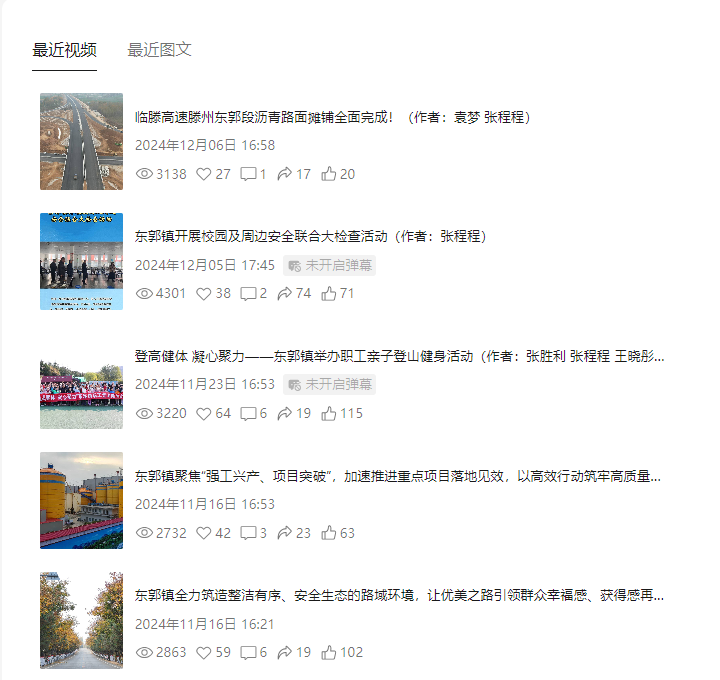 最近视频 最近图文
临滕高速滕州东郭段沥青路面摊铺全面完成！（作者：袁梦 张程程）
2024年12月06日 16:58
3138 27 1 17 20
东郭镇开展校园及周边安全联合大检查活动（作者：张程程）
2024年12月05日 17:45 未开启弹幕
4301 38 2 74 71
登高健体 凝心聚力——东郭镇举办职工亲子登山健身活动（作者：张胜利 张程程 王晓彤...
2024年11月23日 16:53 未开启弹幕
3220 64 6 19 115
东郭镇聚焦“强工兴产、项目突破”，加速推进重点项目落地见效，以高效行动筑牢高质量...
2024年11月16日 16:53
2732 42 3 23 63
东郭镇全力筑造整洁有序、安全生态的路域环境，让优美之路引领群众幸福感、获得感再...
2024年11月16日 16:21
2863 59 6 19 102